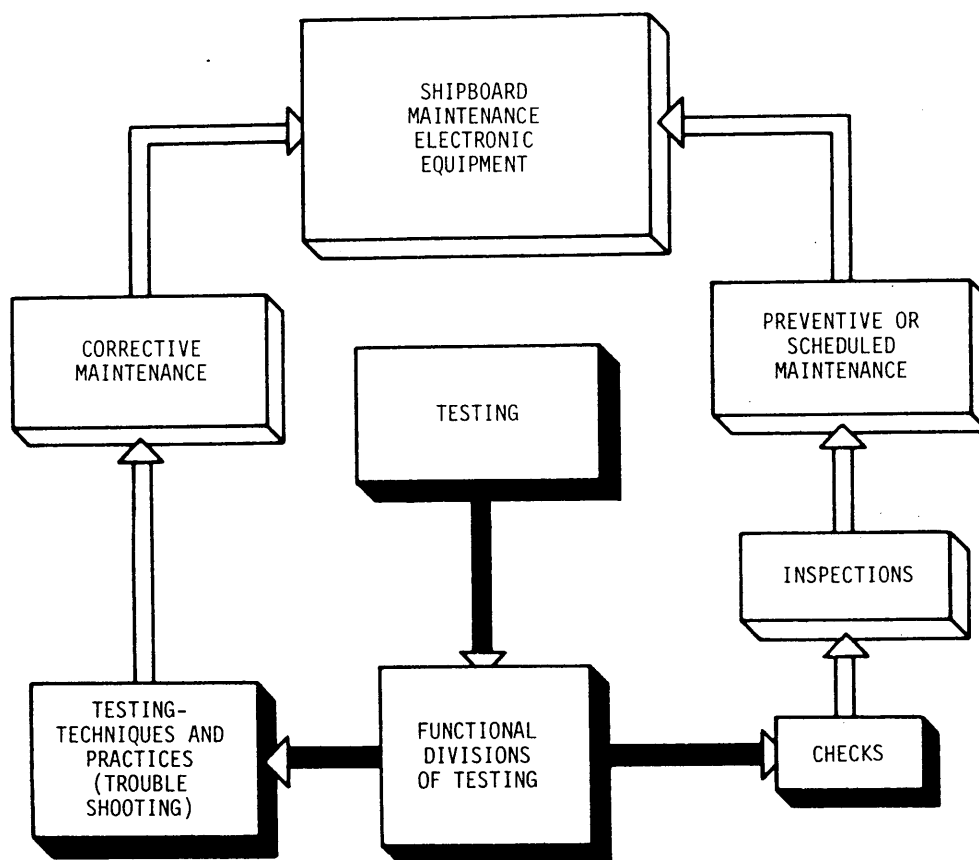 SHIPBOARD
MAINTENANCE
ELECTRONIC
EQUIPMENT
CORRECTIVE
MAINTENANCE
PREVENTIVE OR
SCHEDULED
MAINTENANCE
TESTING
INSPECTIONS
TESTING-
TECHNIQUES AND
PRACTICES
(TROUBLE
SHOOTING)
FUNCTIONAL
DIVISIONS
OF TESTING
CHECKS